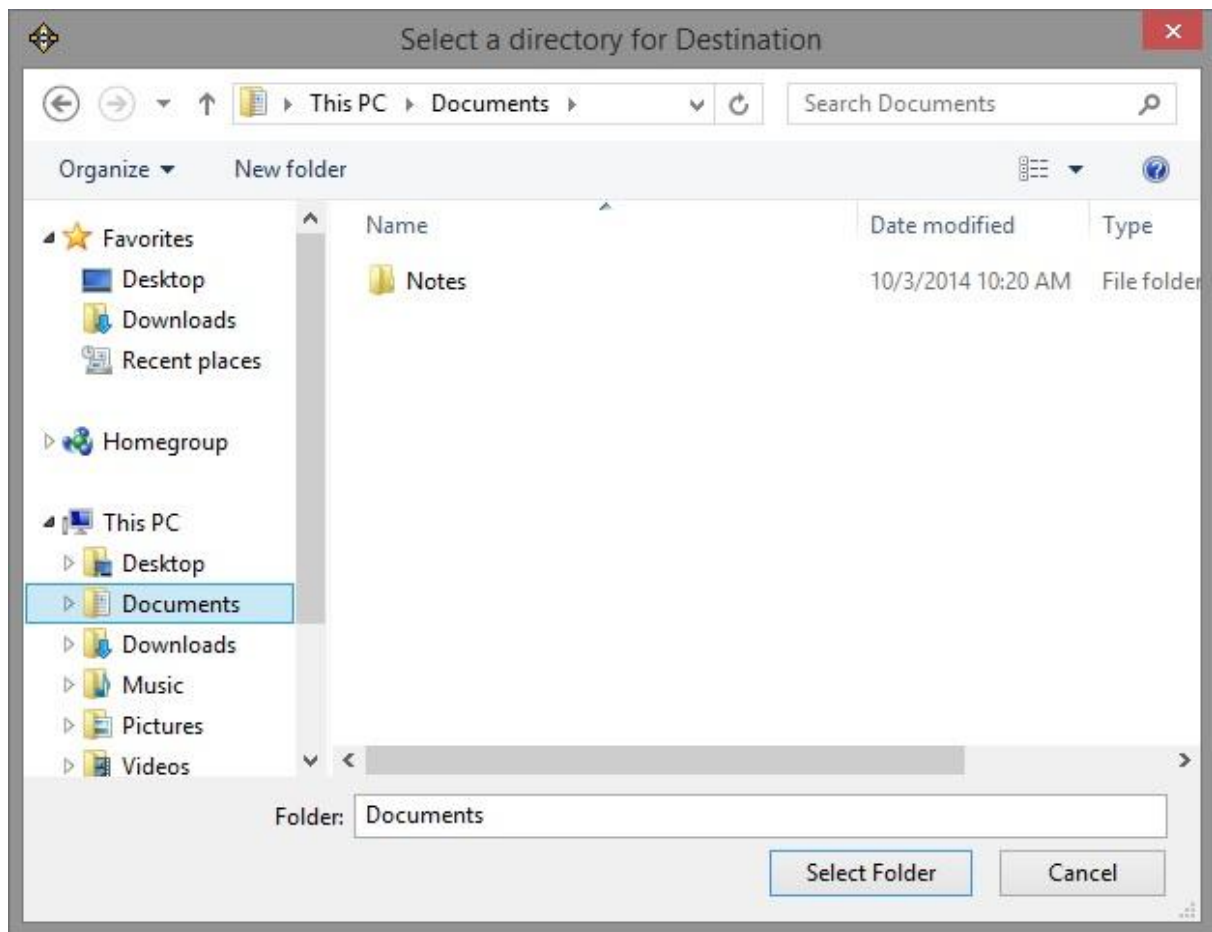 Select a directory for Destination
This PC Documents Search Documents
Organize New folder
Name Date modified Type
Notes 10/3/2014 10:20 AM File folder
Favorites
Desktop
Downloads
Recent places
Homegroup
This PC
Desktop
Documents
Downloads
Music
Pictures
Videos
Folder: Documents
Select Folder Cancel